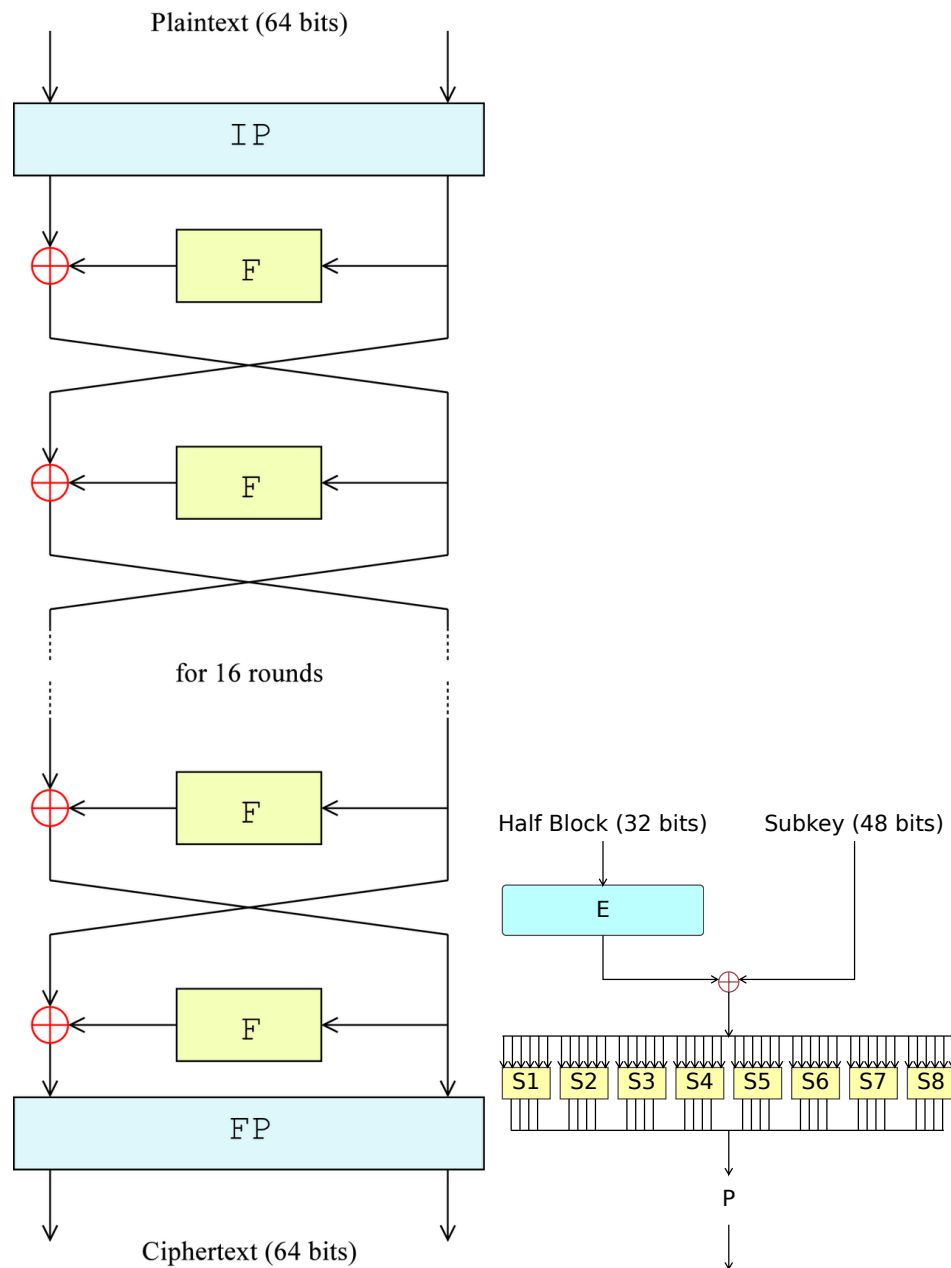 Plaintext (64 bits)
IP
F
F
for 16 rounds
F
F
FP
Ciphertext (64 bits)
Half Block (32 bits) Subkey (48 bits)
E
S1 S2 S3 S4 S5 S6 S7 S8
P